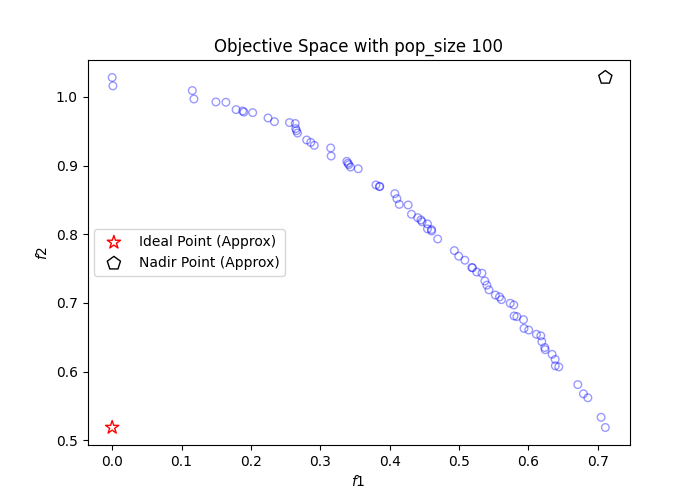 Objective Space with pop_size 100
1.0
0.9
0.8
0.7
0.6
0.5
f2
Ideal Point (Approx)
Nadir Point (Approx)
0.0 0.1 0.2 0.3 0.4 0.5 0.6 0.7
f1